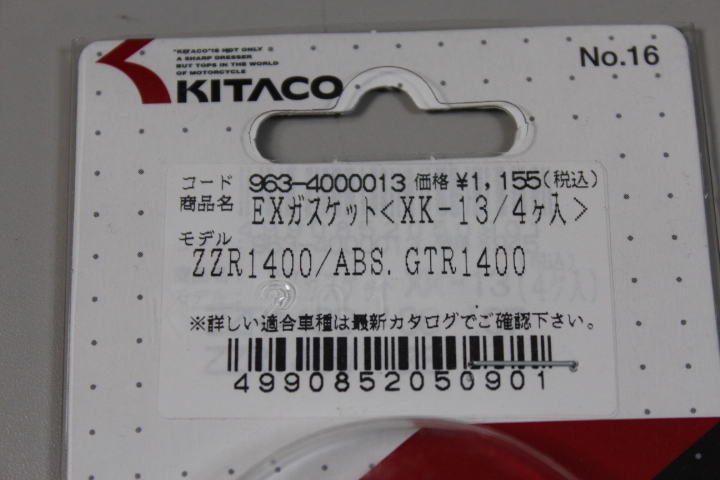 "KITACO"IS NOT ONLY
A SHARP DRESSER
BUT TOPS IN THE WORLD
OF MOTORCYCLE
KITACO
No.16
コード 963-4000013 価格 ¥1,155(税込)
商品名 EXガスケット<XK-13/4ヶ入>
モデル
ZZR1400/ABS. GTR1400
※詳しい適合車種は最新カタログでご確認下さい。
4990852050901